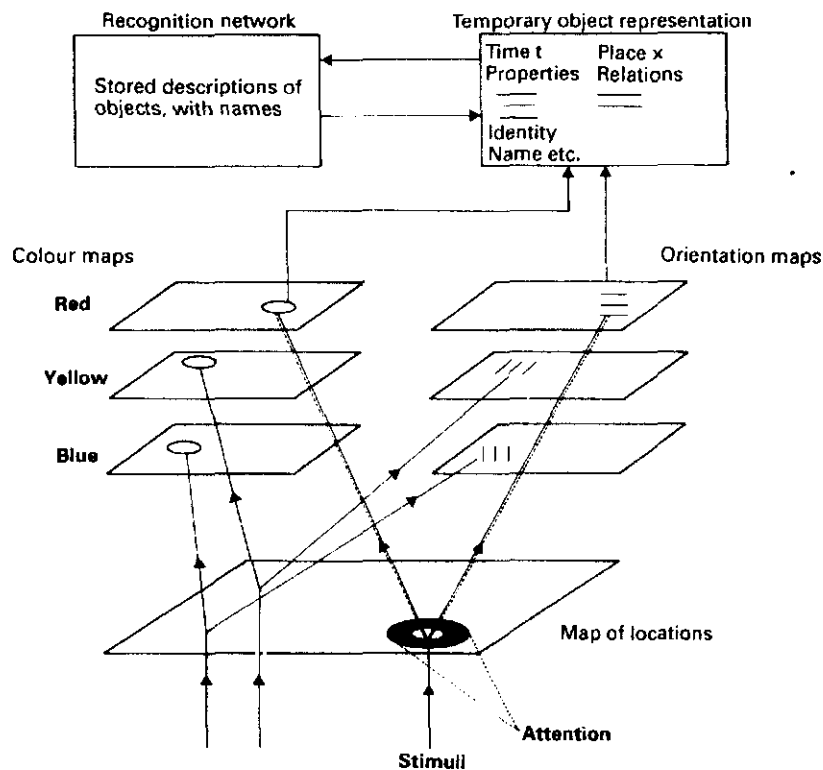 Recognition network
Temporary object representation
Stored descriptions of
objects, with names
Time t Place x
Properties Relations
Identity
Name etc.
Colour maps
Orientation maps
Red
Yellow
Blue
Map of locations
Attention
Stimuli